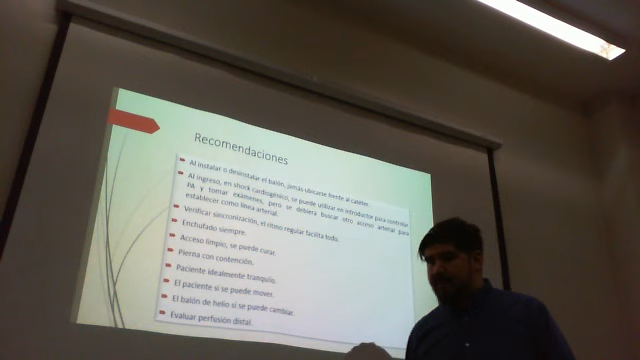 Recomendaciones
Al instalar o desinstalar el balón, jamás ubicarse frente al catéter.
Al ingreso, en shock cardiogénico, se puede utilizar en introductor para controlar
PA y tomar exámenes, pero se debiera buscar otro acceso arterial para
establecer como línea arterial.
Verificar sincronización, el ritmo regular facilita todo.
Enchufado siempre.
Acceso limpio, se puede curar.
Pierna con contención.
Paciente idealmente tranquilo.
El paciente si se puede mover.
El balón de helio si se puede cambiar.
Evaluar perfusión distal.